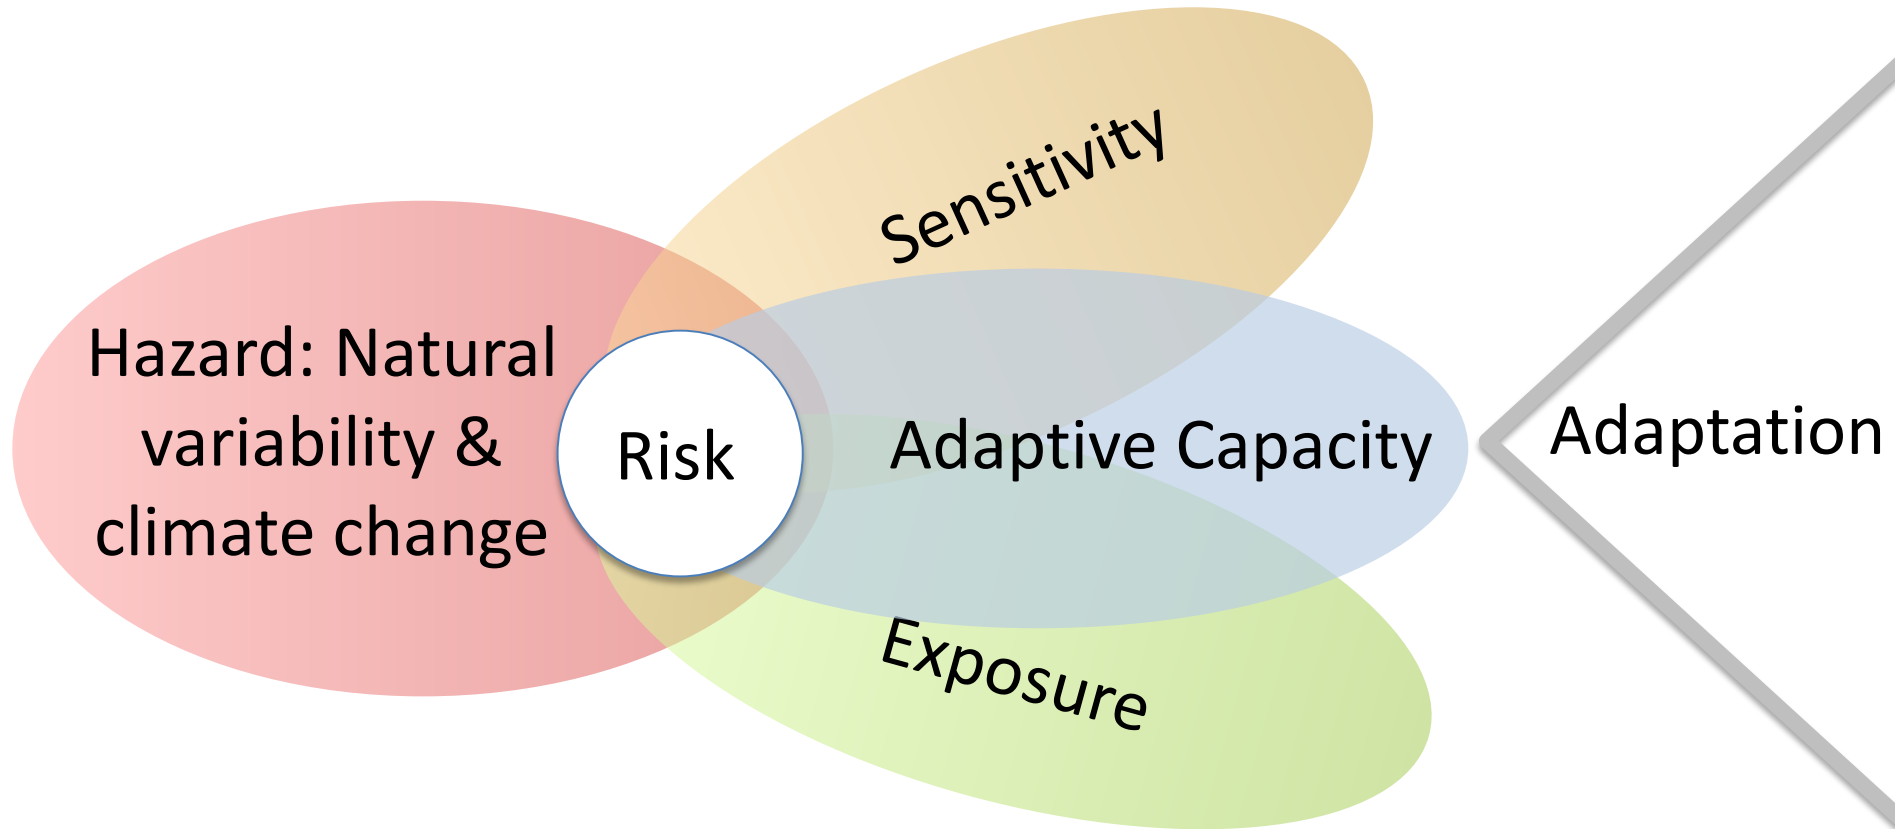 Sensitivity
Hazard: Natural
variability &
climate change
Risk
Adaptive Capacity
Adaptation
Exposure